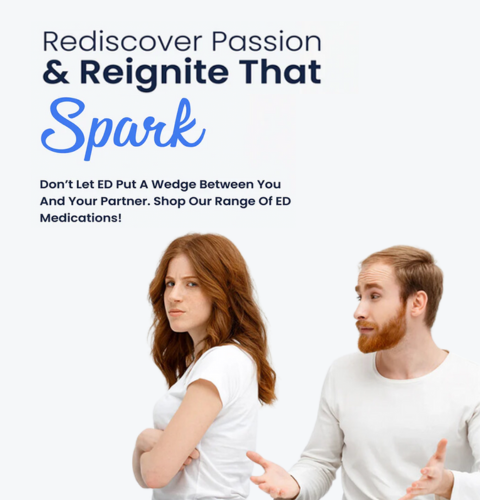 Rediscover Passion
& Reignite That
Spark
Don’t Let ED Put A Wedge Between You
And Your Partner. Shop Our Range Of ED
Medications!